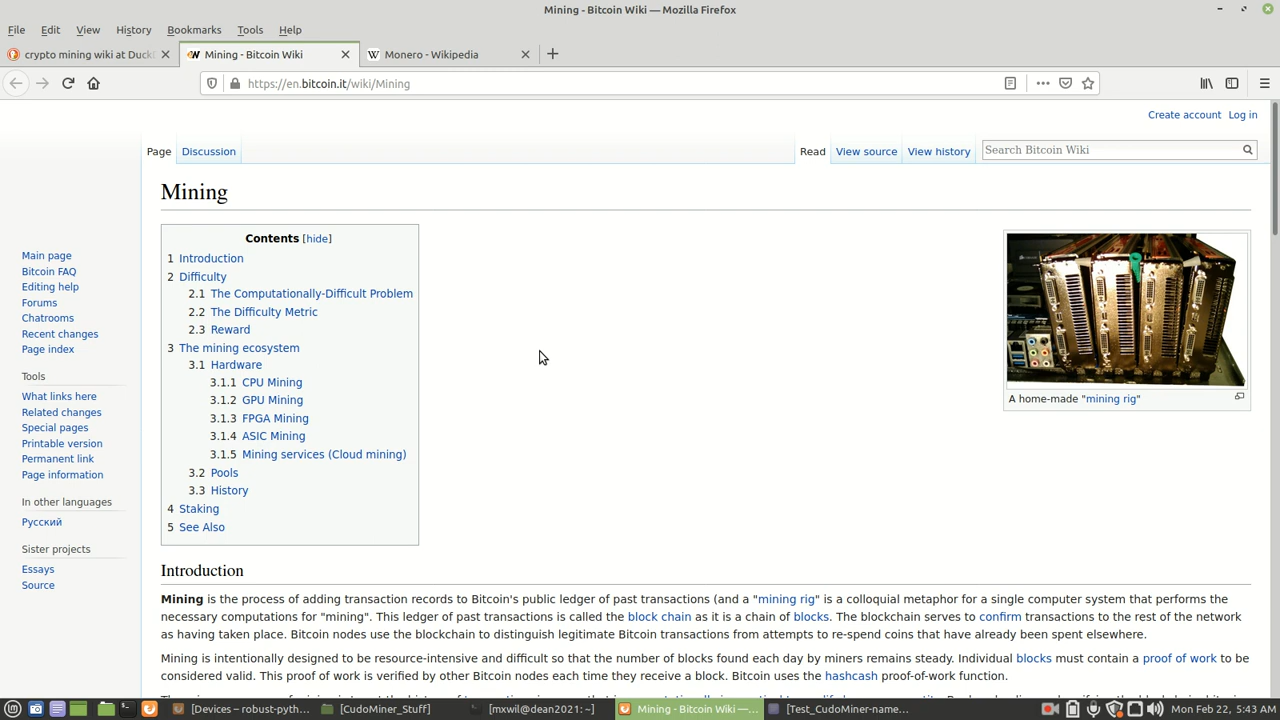 Mining - Bitcoin Wiki — Mozilla Firefox
File Edit View History Bookmarks Tools Help
crypto mining wiki at Duck
Mining - Bitcoin Wiki
Monero - Wikipedia
https://en.bitcoin.it/wiki/Mining
Create account Log in
Page Discussion Read View source View history Search Bitcoin Wiki
Mining
Contents [hide]
1 Introduction
2 Difficulty
2.1 The Computationally-Difficult Problem
2.2 The Difficulty Metric
2.3 Reward
3 The mining ecosystem
3.1 Hardware
3.1.1 CPU Mining
3.1.2 GPU Mining
3.1.3 FPGA Mining
3.1.4 ASIC Mining
3.1.5 Mining services (Cloud mining)
3.2 Pools
3.3 History
4 Staking
5 See Also
A home-made "mining rig"
Main page
Bitcoin FAQ
Editing help
Forums
Chatrooms
Recent changes
Page index
Tools
What links here
Related changes
Special pages
Printable version
Permanent link
Page information
In other languages
Русский
Sister projects
Essays
Source
Introduction
Mining is the process of adding transaction records to Bitcoin's public ledger of past transactions (and a "mining rig" is a colloquial metaphor for a single computer system that performs the
necessary computations for "mining". This ledger of past transactions is called the block chain as it is a chain of blocks. The blockchain serves to confirm transactions to the rest of the network
as having taken place. Bitcoin nodes use the blockchain to distinguish legitimate Bitcoin transactions from attempts to re-spend coins that have already been spent elsewhere.
Mining is intentionally designed to be resource-intensive and difficult so that the number of blocks found each day by miners remains steady. Individual blocks must contain a proof of work to be
considered valid. This proof of work is verified by other Bitcoin nodes each time they receive a block. Bitcoin uses the hashcash proof-of-work function.
[Devices – robust-pyth...
[CudoMiner_Stuff]
[mxwil@dean2021: ~]
Mining - Bitcoin Wiki —...
[Test_CudoMiner-name...
Mon Feb 22, 5:43 AM